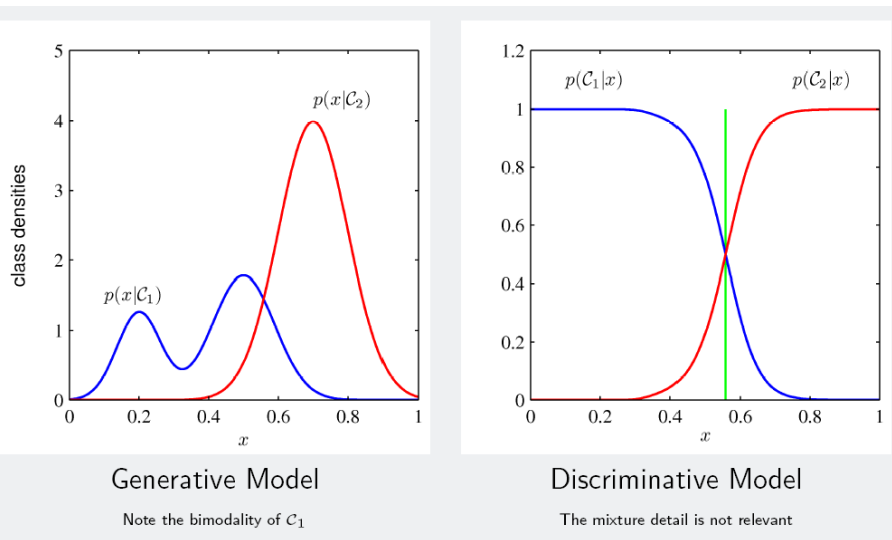 5
4
3
2
1
0
class densities
p(x|C₂)
p(x|C₁)
0 0.2 0.4 0.6 0.8 1
x
Generative Model
Note the bimodality of C₁
1.2
1
0.8
0.6
0.4
0.2
0
p(C₁|x) p(C₂|x)
0 0.2 0.4 0.6 0.8 1
x
Discriminative Model
The mixture detail is not relevant